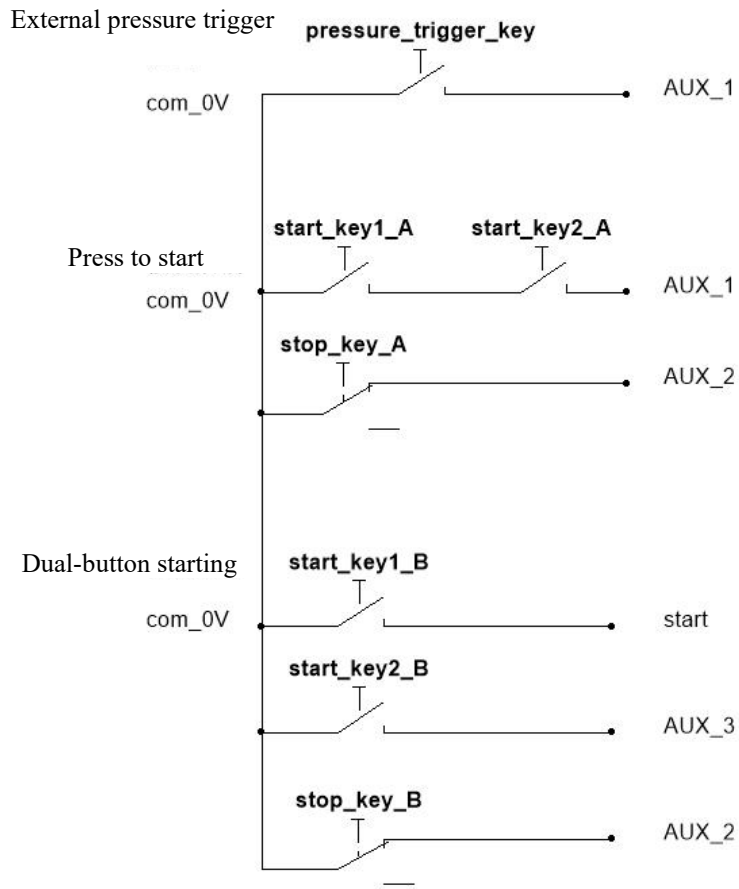 External pressure trigger
pressure_trigger_key
com_0V
AUX_1
start_key1_A
start_key2_A
Press to start
com_0V
AUX_1
stop_key_A
AUX_2
Dual-button starting
start_key1_B
com_0V
start
start_key2_B
AUX_3
stop_key_B
AUX_2